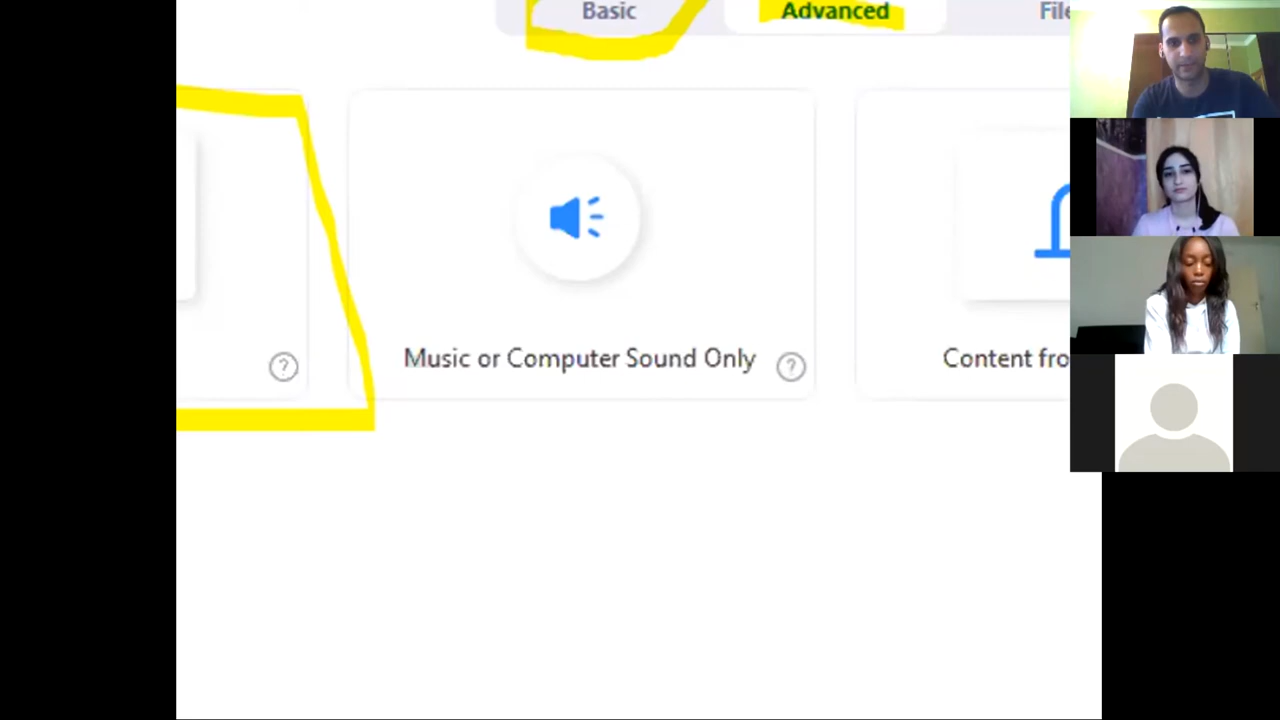 Basic
Advanced
File
?
Music or Computer Sound Only
?
Content fro